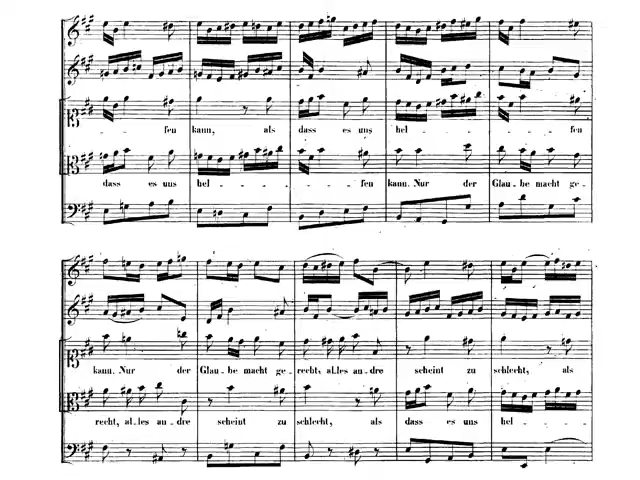 - - - fen kann, als dass es uns hel- - - - - fen
dass es uns hel- - - - - fen kann. Nur der Glau-be macht ge-
kann. Nur der Glau-be macht ge-recht, al-les an-dre scheint zu schlecht, als
recht, al-les an-dre scheint zu schlecht, als dass es uns hel-